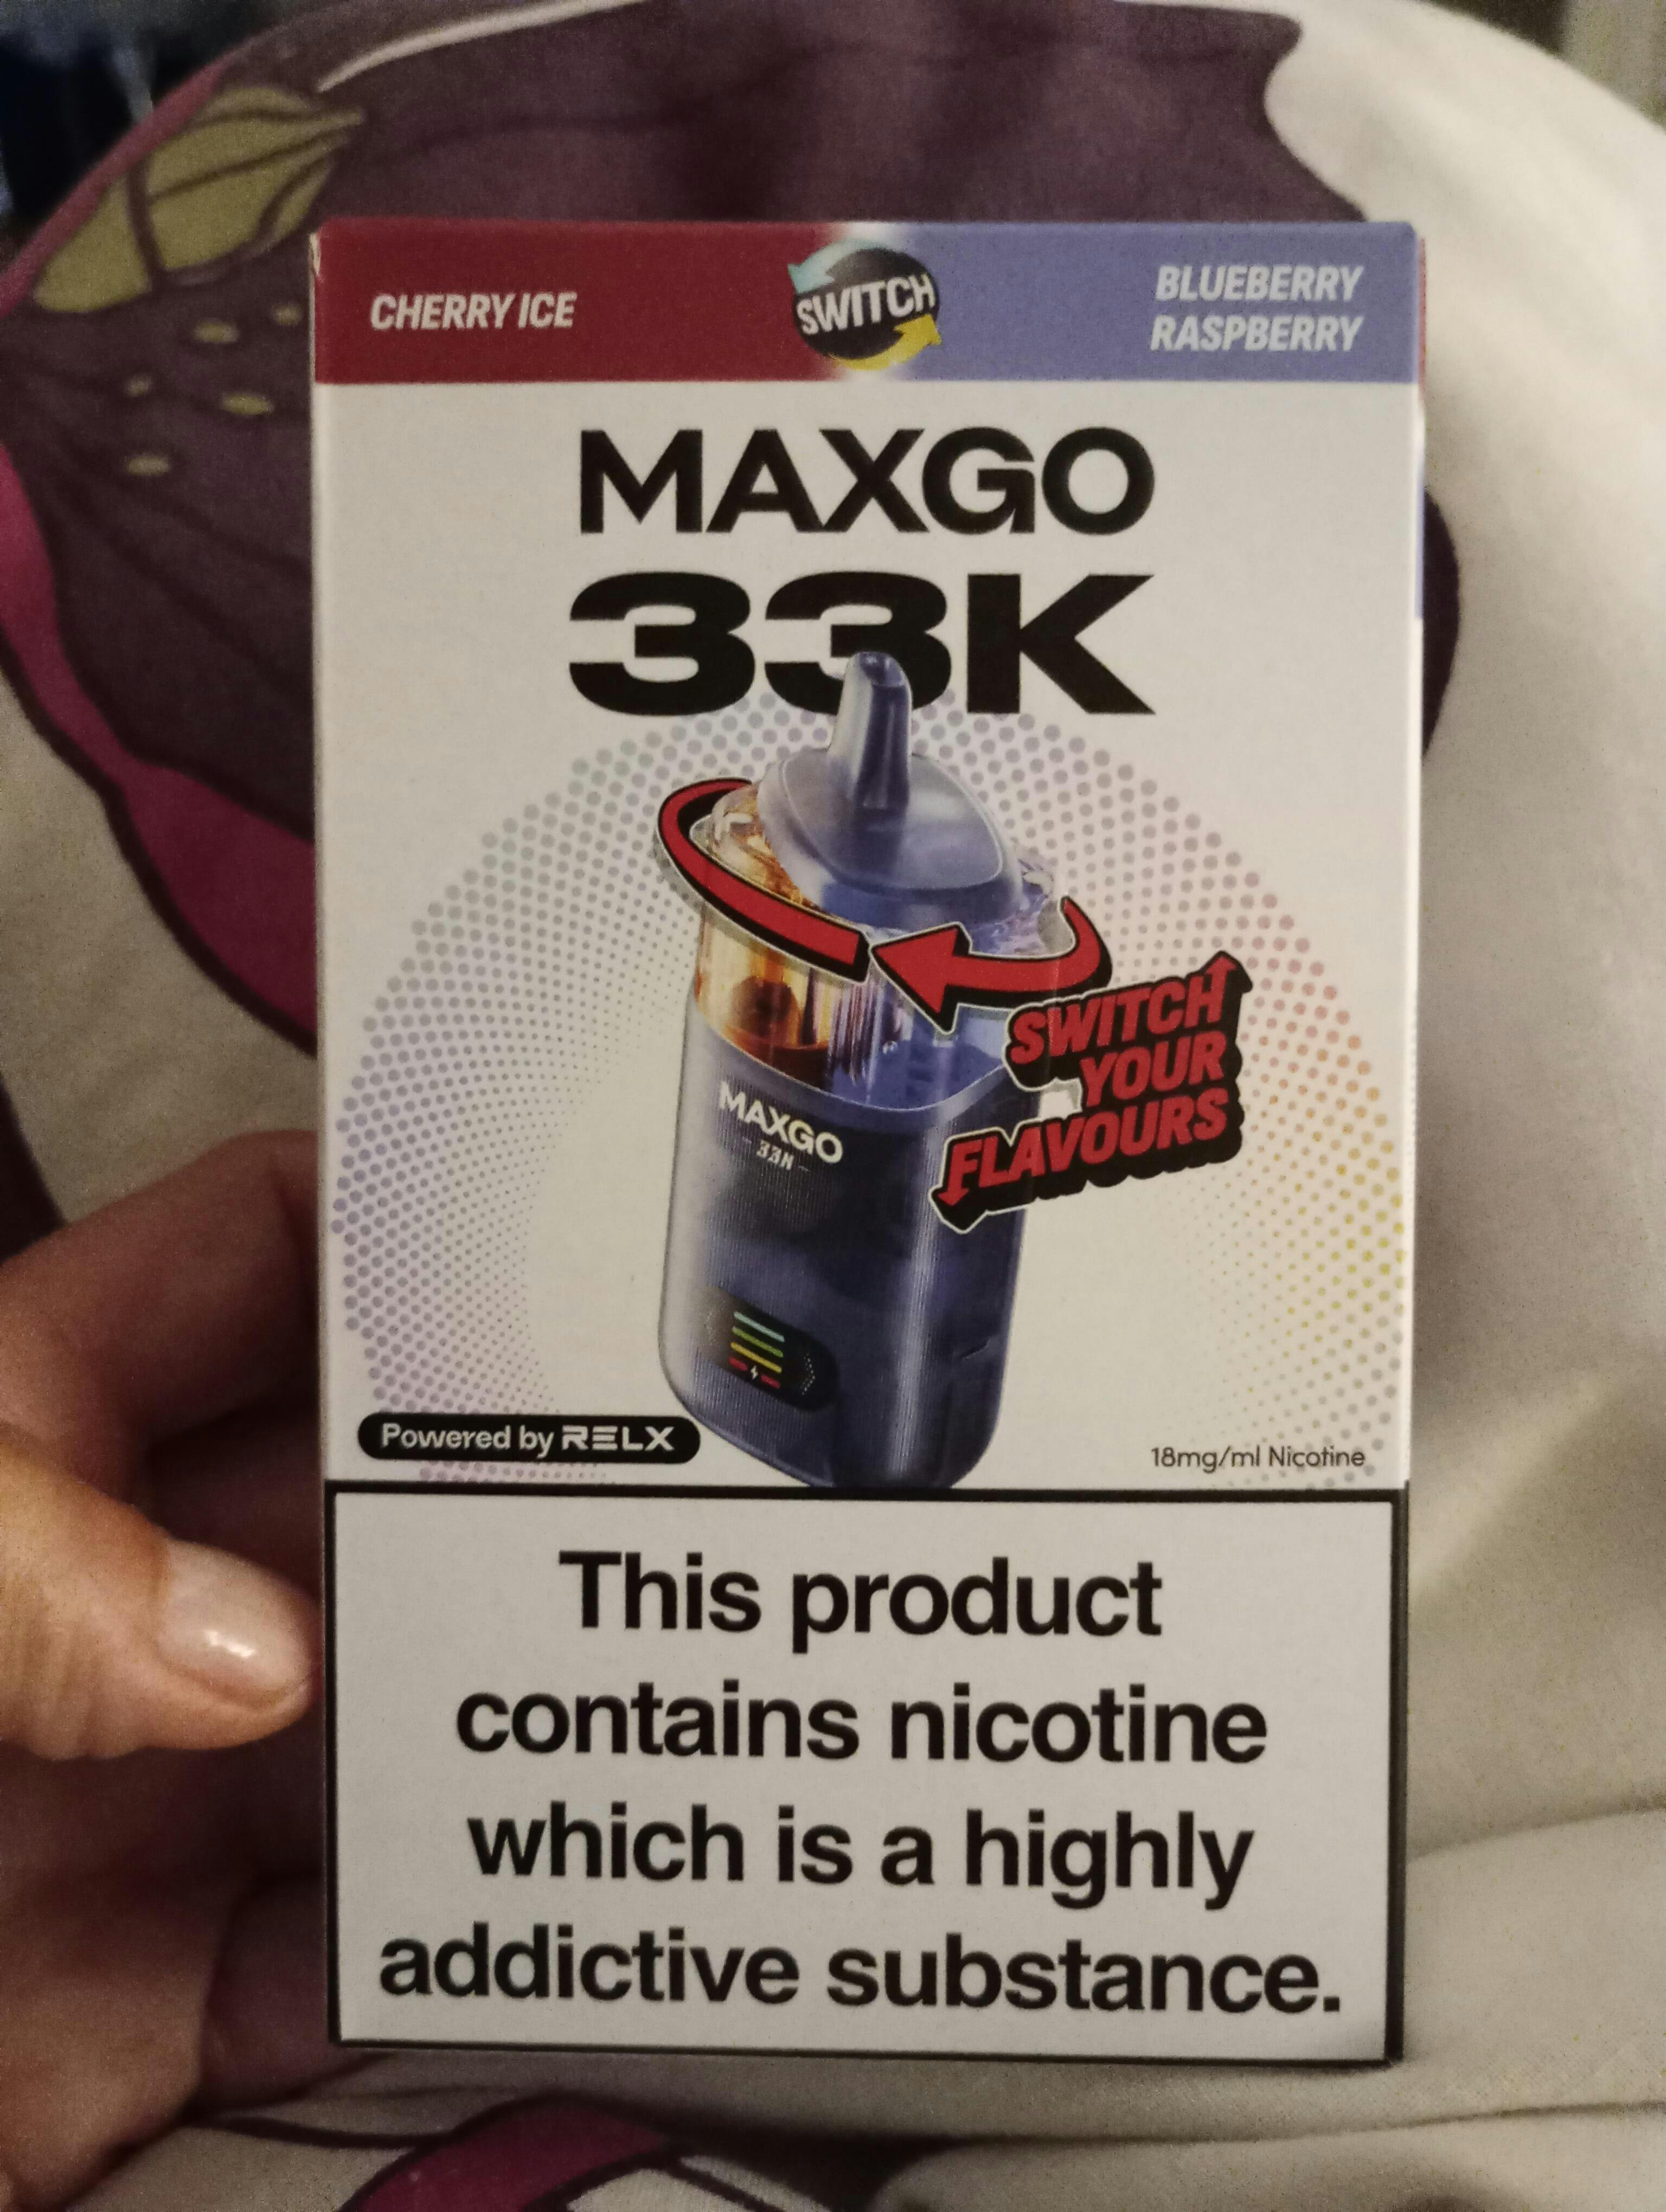 CHERRY ICE
SWITCH
BLUEBERRY
RASPBERRY
MAXGO
33K
SWITCH
YOUR
FLAVOURS
MAXGO
33K
Powered by RELX
18mg/ml Nicotine
This product
contains nicotine
which is a highly
addictive substance.